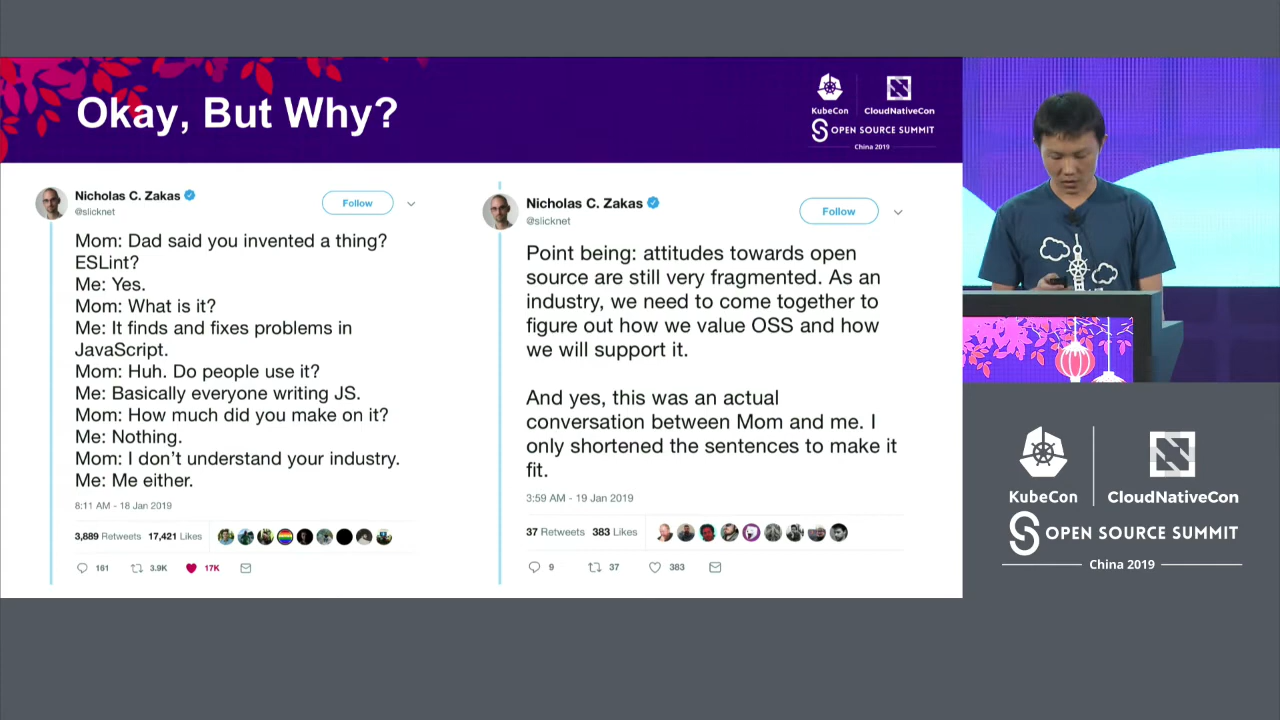 Okay, But Why?
KubeCon
CloudNativeCon
OPEN SOURCE SUMMIT
China 2019
Nicholas C. Zakas
@slicknet
Follow
Mom: Dad said you invented a thing?
ESLint?
Me: Yes.
Mom: What is it?
Me: It finds and fixes problems in
JavaScript.
Mom: Huh. Do people use it?
Me: Basically everyone writing JS.
Mom: How much did you make on it?
Me: Nothing.
Mom: I don't understand your industry.
Me: Me either.
8:11 AM - 18 Jan 2019
3,889 Retweets 17,421 Likes
161 3.9K 17K
Nicholas C. Zakas
@slicknet
Follow
Point being: attitudes towards open
source are still very fragmented. As an
industry, we need to come together to
figure out how we value OSS and how
we will support it.
And yes, this was an actual
conversation between Mom and me. I
only shortened the sentences to make it
fit.
3:59 AM - 19 Jan 2019
37 Retweets 383 Likes
9 37 383
KubeCon
CloudNativeCon
OPEN SOURCE SUMMIT
China 2019